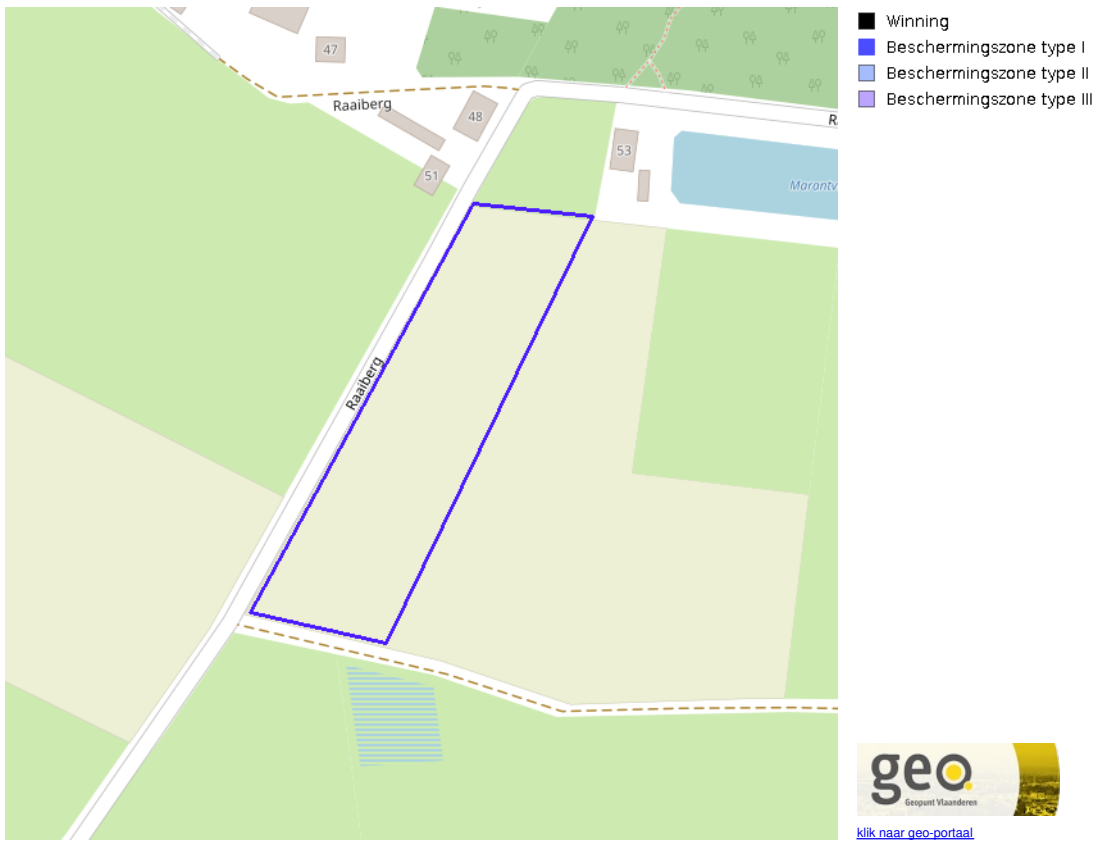 47
Raaiberg
48
51
53
R
Marantv
Raaiberg
Winning
Beschermingszone type I
Beschermingszone type II
Beschermingszone type III
geo.
Geopunt Vlaanderen
klik naar geo-portaal